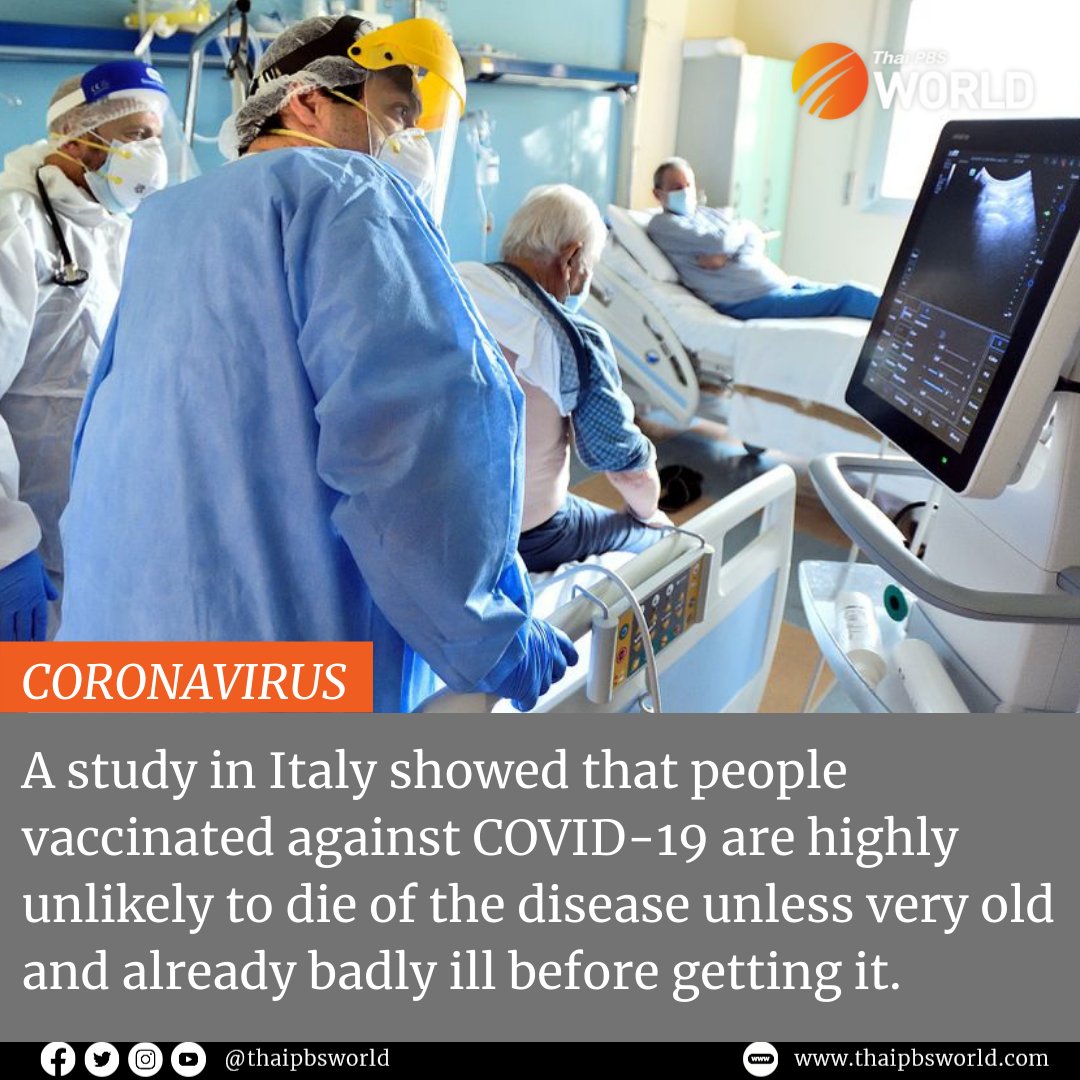 Thai PBS
WORLD
CORONAVIRUS
A study in Italy showed that people
vaccinated against COVID-19 are highly
unlikely to die of the disease unless very old
and already badly ill before getting it.
@thaipbsworld
www.thaipbsworld.com